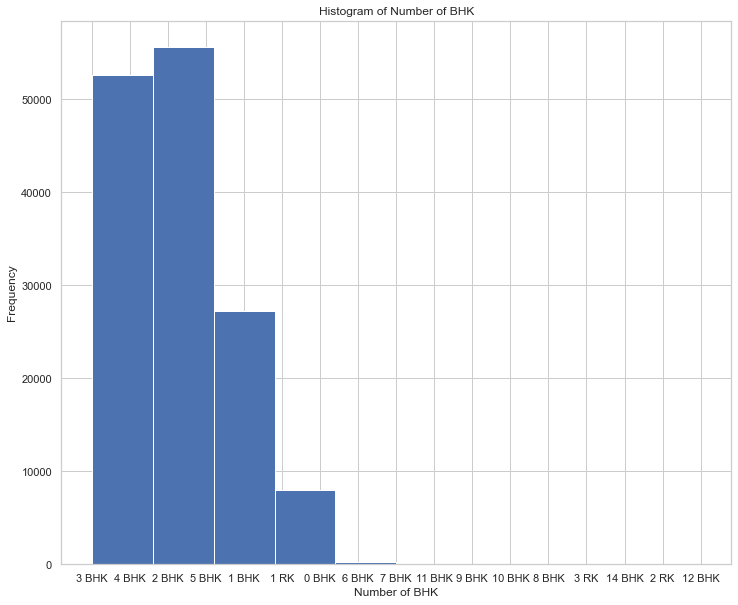 Histogram of Number of BHK
Frequency
50000
40000
30000
20000
10000
0
3 BHK 4 BHK 2 BHK 5 BHK 1 BHK 1 RK 0 BHK 6 BHK 7 BHK 11 BHK 9 BHK 10 BHK 8 BHK 3 RK 14 BHK 2 RK 12 BHK
Number of BHK